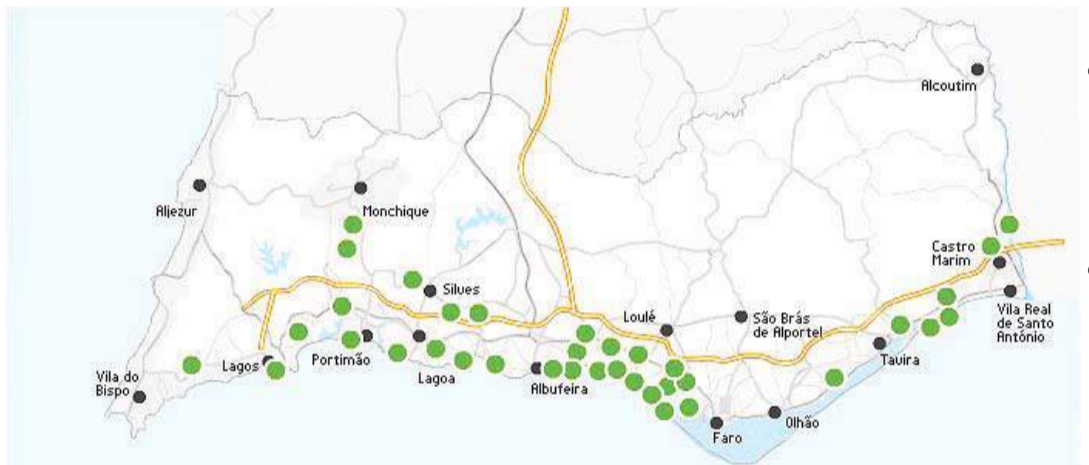 Alcoutim
Aljezur
Monchique
Castro
Marim
Silves
Loulé
São Brás
de Alportel
Vila Real
de Santo
António
Lagos
Portimão
Tavira
Vila do
Bispo
Lagoa
Albufeira
Olhão
Faro